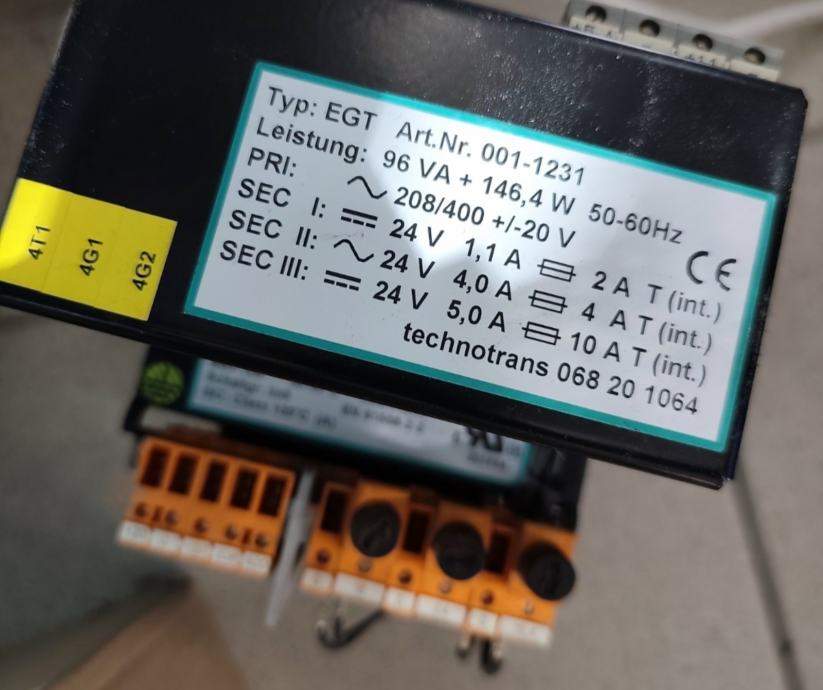 Typ: EGT Art.Nr. 001-1231
Leistung: 96 VA + 146,4 W 50-60Hz
PRI: ~ 208/400 +/-20 V
SEC I: ⎓ 24 V 1,1 A 2 A T (int.)
SEC II: ~ 24 V 4,0 A 4 A T (int.)
SEC III: ⎓ 24 V 5,0 A 10 A T (int.)
technotrans 068 20 1064
CE
4T1
4G1
4G2